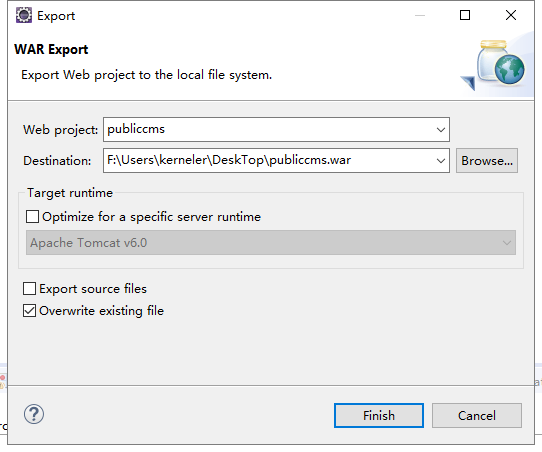 Export
WAR Export
Export Web project to the local file system.
Web project: publiccms
Destination: F:\Users\kerneler\DeskTop\publiccms.war Browse...
Target runtime
Optimize for a specific server runtime
Apache Tomcat v6.0
Export source files
Overwrite existing file
? Finish Cancel